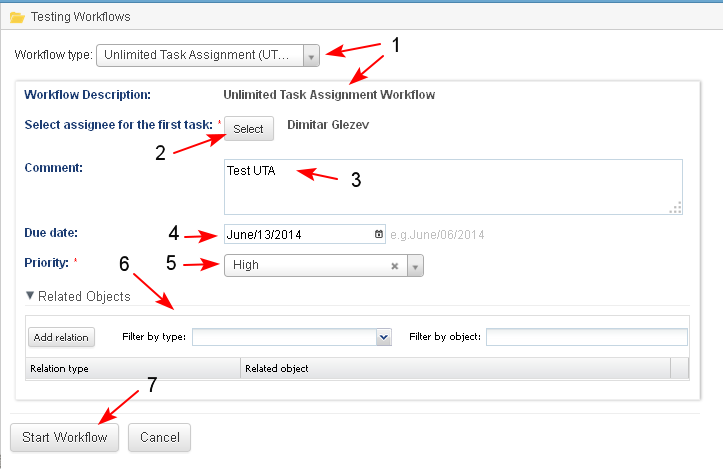 Testing Workflows
Workflow type: Unlimited Task Assignment (UT... 1
Workflow Description: Unlimited Task Assignment Workflow
Select assignee for the first task: * Select Dimitar Glezev
2
Comment: Test UTA 3
Due date: 4 June/13/2014 e.g.June/06/2014
Priority: * 6 5 High
Related Objects
Add relation Filter by type: Filter by object:
Relation type Related object
7
Start Workflow Cancel